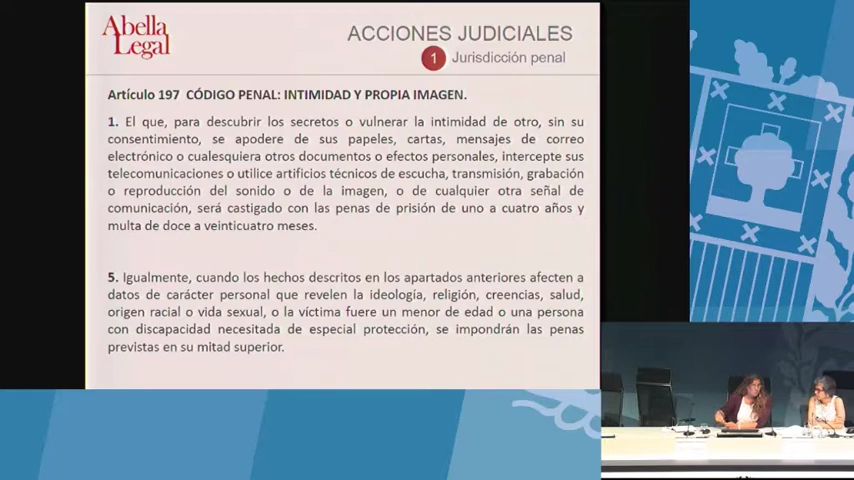 Abella
Legal
ACCIONES JUDICIALES
1 Jurisdicción penal
Artículo 197 CÓDIGO PENAL: INTIMIDAD Y PROPIA IMAGEN.
1. El que, para descubrir los secretos o vulnerar la intimidad de otro, sin su
consentimiento, se apodere de sus papeles, cartas, mensajes de correo
electrónico o cualesquiera otros documentos o efectos personales, intercepte sus
telecomunicaciones o utilice artificios técnicos de escucha, transmisión, grabación
o reproducción del sonido o de la imagen, o de cualquier otra señal de
comunicación, será castigado con las penas de prisión de uno a cuatro años y
multa de doce a veinticuatro meses.
5. Igualmente, cuando los hechos descritos en los apartados anteriores afecten a
datos de carácter personal que revelen la ideología, religión, creencias, salud,
origen racial o vida sexual, o la víctima fuere un menor de edad o una persona
con discapacidad necesitada de especial protección, se impondrán las penas
previstas en su mitad superior.